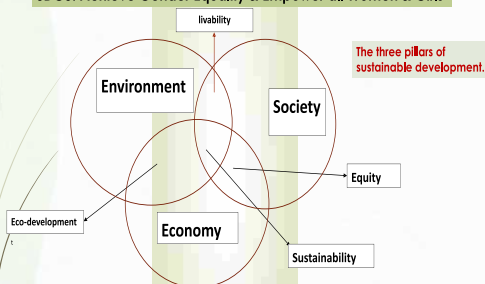 livability
The three pillars of
sustainable development.
Environment
Society
Equity
Eco-development
t
Economy
Sustainability